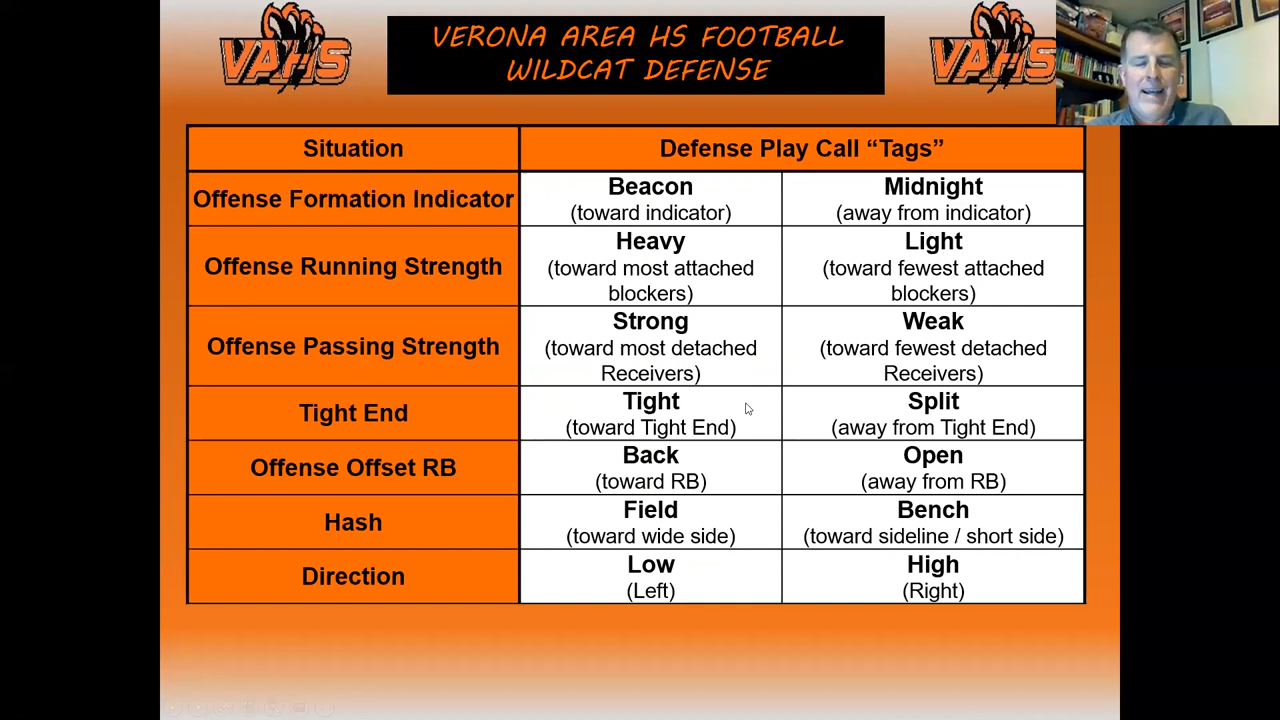 VAHS
VERONA AREA HS FOOTBALL
WILDCAT DEFENSE
VAHS
Situation
Defense Play Call “Tags”
Offense Formation Indicator
Beacon
(toward indicator)
Midnight
(away from indicator)
Offense Running Strength
Heavy
(toward most attached
blockers)
Light
(toward fewest attached
blockers)
Offense Passing Strength
Strong
(toward most detached
Receivers)
Weak
(toward fewest detached
Receivers)
Tight End
Tight
(toward Tight End)
Split
(away from Tight End)
Offense Offset RB
Back
(toward RB)
Open
(away from RB)
Hash
Field
(toward wide side)
Bench
(toward sideline / short side)
Direction
Low
(Left)
High
(Right)